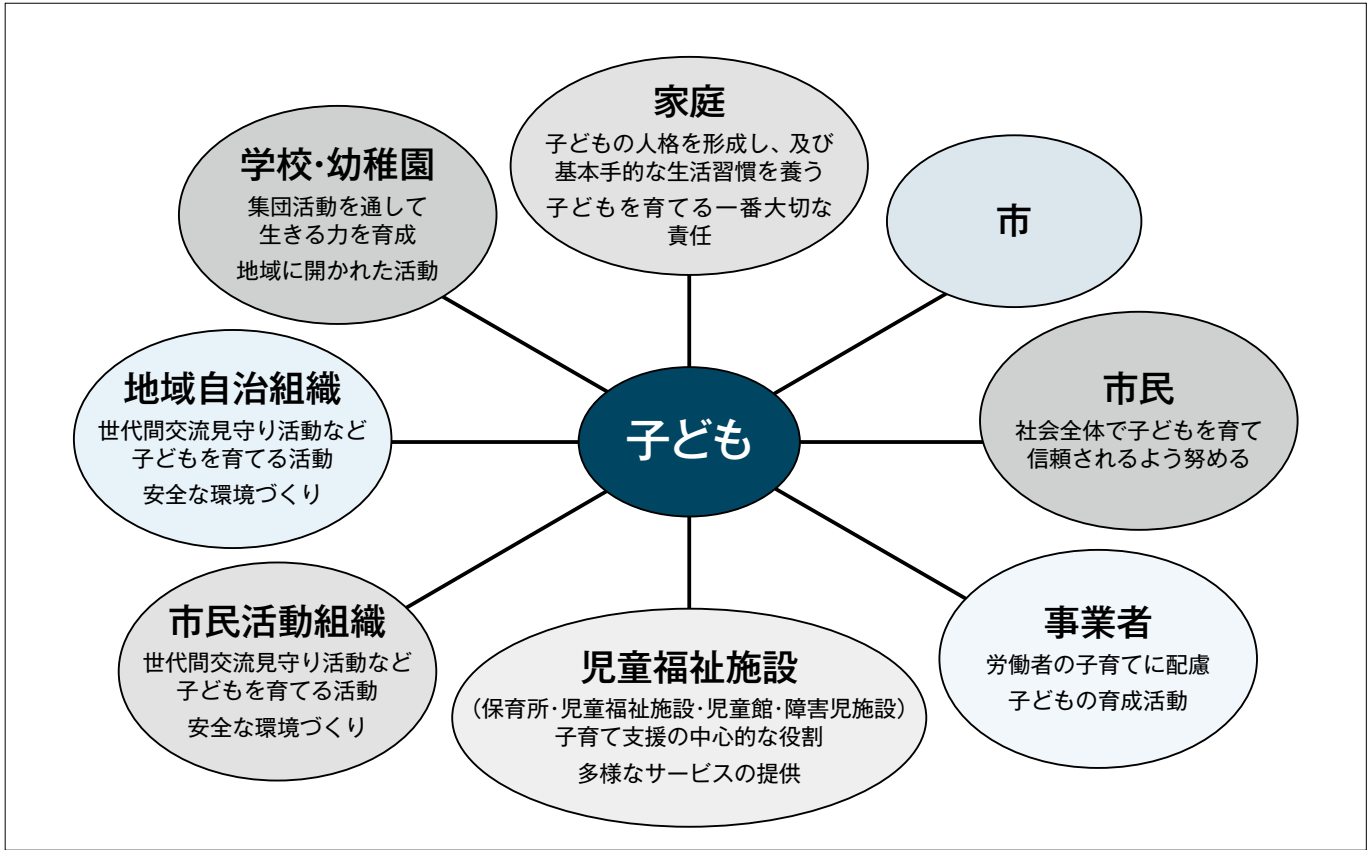 家庭
子どもの人格を形成し、及び
基本手的な生活習慣を養う
子どもを育てる一番大切な
責任
学校・幼稚園
集団活動を通して
生きる力を育成
地域に開かれた活動
市
地域自治組織
世代間交流見守り活動など
子どもを育てる活動
安全な環境づくり
子ども
市民
社会全体で子どもを育て
信頼されるよう努める
市民活動組織
世代間交流見守り活動など
子どもを育てる活動
安全な環境づくり
児童福祉施設
（保育所・児童福祉施設・児童館・障害児施設）
子育て支援の中心的な役割
多様なサービスの提供
事業者
労働者の子育てに配慮
子どもの育成活動